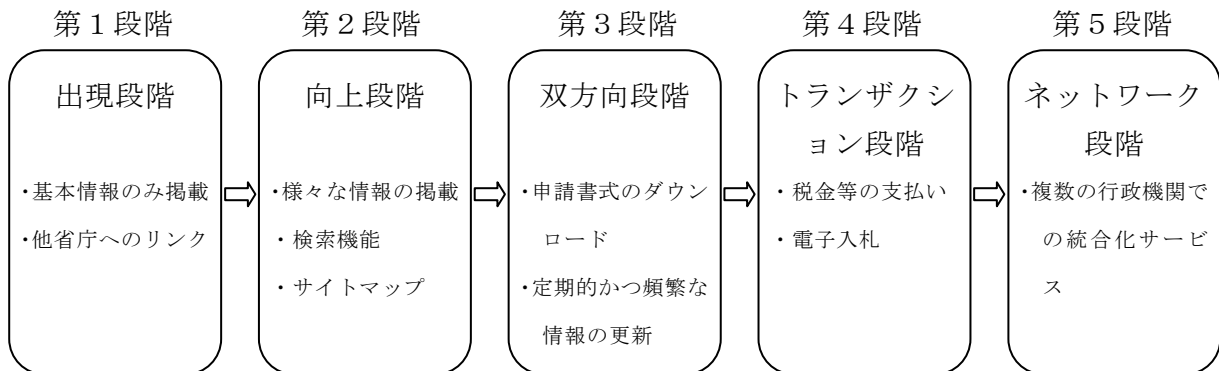 第１段階
出現段階
・基本情報のみ掲載
・他省庁へのリンク
第２段階
向上段階
・様々な情報の掲載
・検索機能
・サイトマップ
第３段階
双方向段階
・申請書式のダウン
ロード
・定期的かつ頻繁な
情報の更新
第４段階
トランザクシ
ョン段階
・税金等の支払い
・電子入札
第５段階
ネットワーク
段階
・複数の行政機関で
の統合化サービ
ス